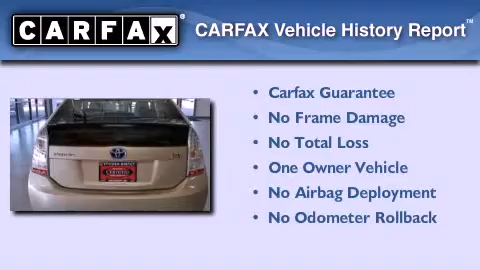 CARFAX
CARFAX Vehicle History Report™
• Carfax Guarantee
• No Frame Damage
• No Total Loss
• One Owner Vehicle
• No Airbag Deployment
• No Odometer Rollback
CERTIFIED